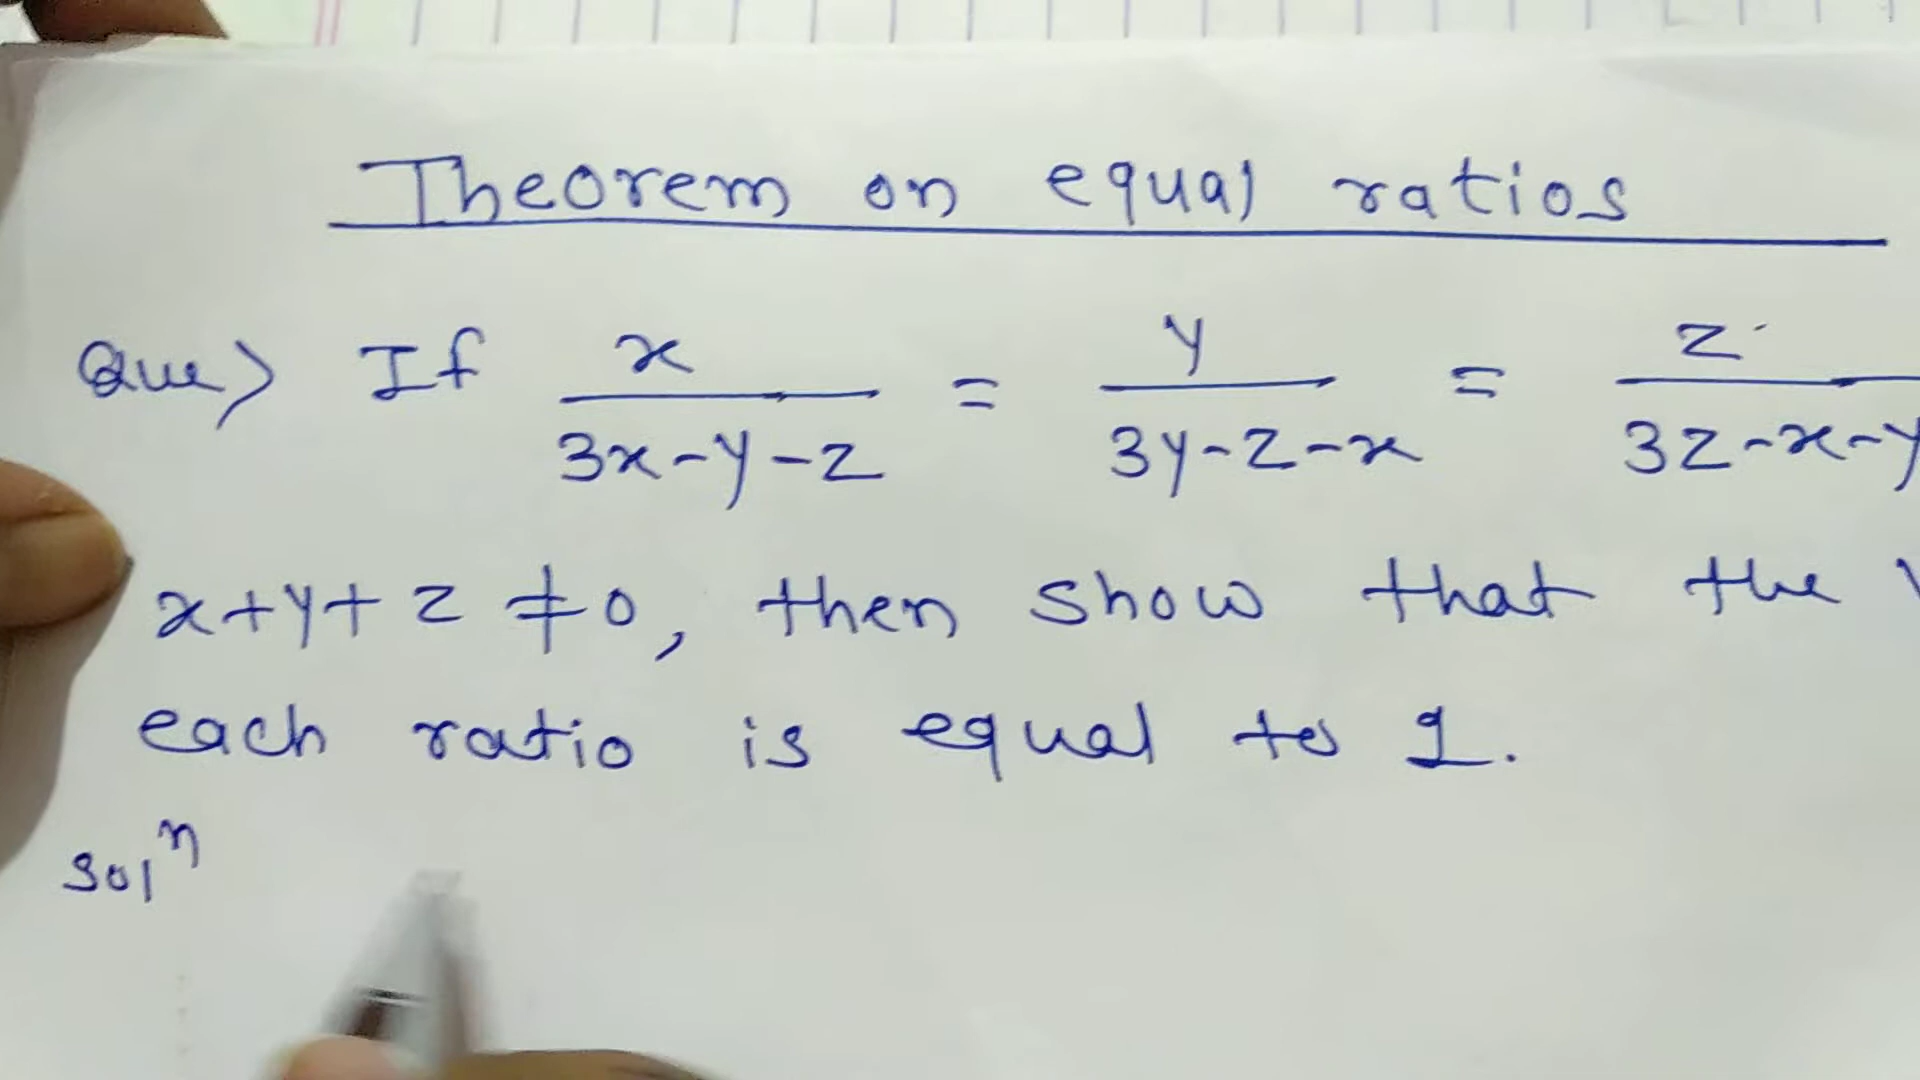 Theorem on equal ratios
Que) If x/(3x-y-z) = y/(3y-z-x) = z/(3z-x-y
x+y+z ≠0, then show that the
each ratio is equal to 1.
Solⁿ